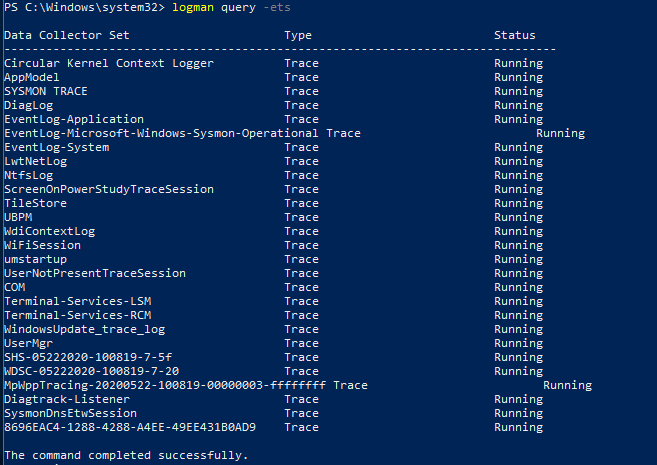 PS C:\Windows\system32> logman query -ets
Data Collector Set Type Status
-------------------------------------------------------------------------------
Circular Kernel Context Logger Trace Running
AppModel Trace Running
SYSMON TRACE Trace Running
DiagLog Trace Running
EventLog-Application Trace Running
EventLog-Microsoft-Windows-Sysmon-Operational Trace Running
EventLog-System Trace Running
LwtNetLog Trace Running
NtfsLog Trace Running
ScreenOnPowerStudyTraceSession Trace Running
TileStore Trace Running
UBPM Trace Running
WdiContextLog Trace Running
WiFiSession Trace Running
umstartup Trace Running
UserNotPresentTraceSession Trace Running
COM Trace Running
Terminal-Services-LSM Trace Running
Terminal-Services-RCM Trace Running
WindowsUpdate_trace_log Trace Running
UserMgr Trace Running
SHS-05222020-100819-7-5f Trace Running
WDSC-05222020-100819-7-20 Trace Running
MpWppTracing-20200522-100819-00000003-ffffffff Trace Running
Diagtrack-Listener Trace Running
SysmonDnsEtwSession Trace Running
8696EAC4-1288-4288-A4EE-49EE431B0AD9 Trace Running
The command completed successfully.